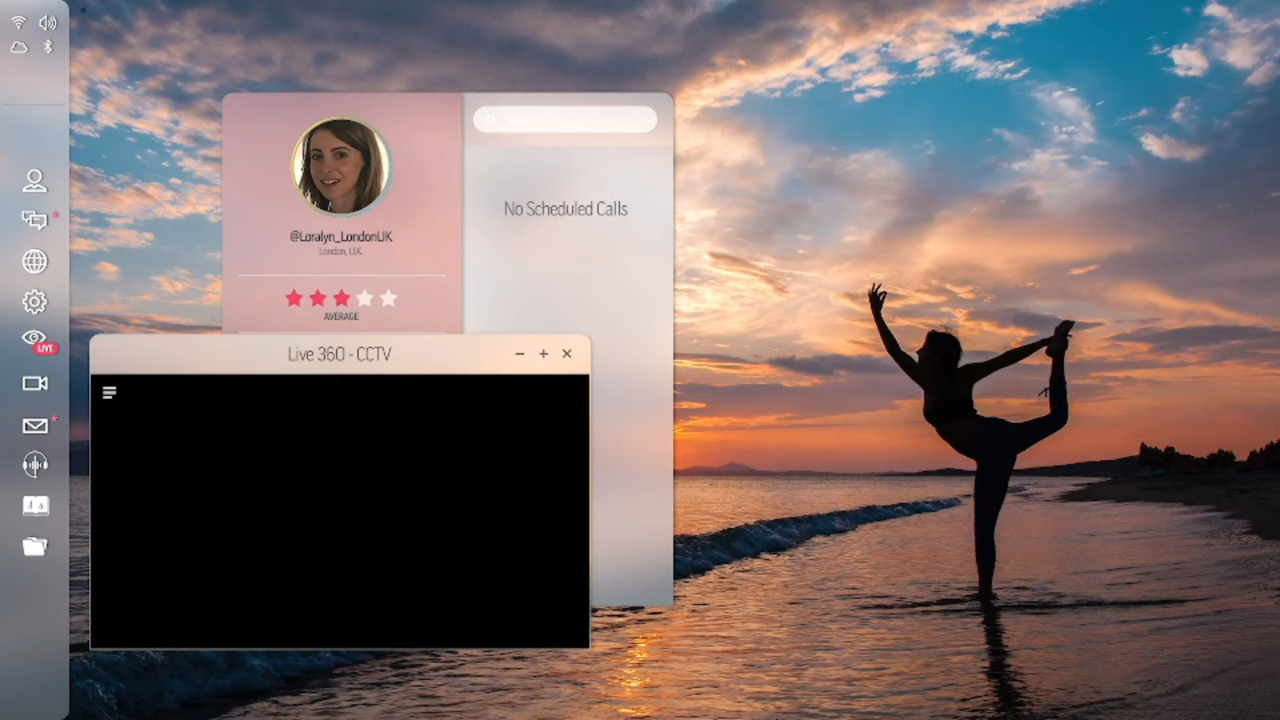 No Scheduled Calls
@Loralyn_LondonUK
London, U.K.
AVERAGE
Live 360 - CCTV
LIVE